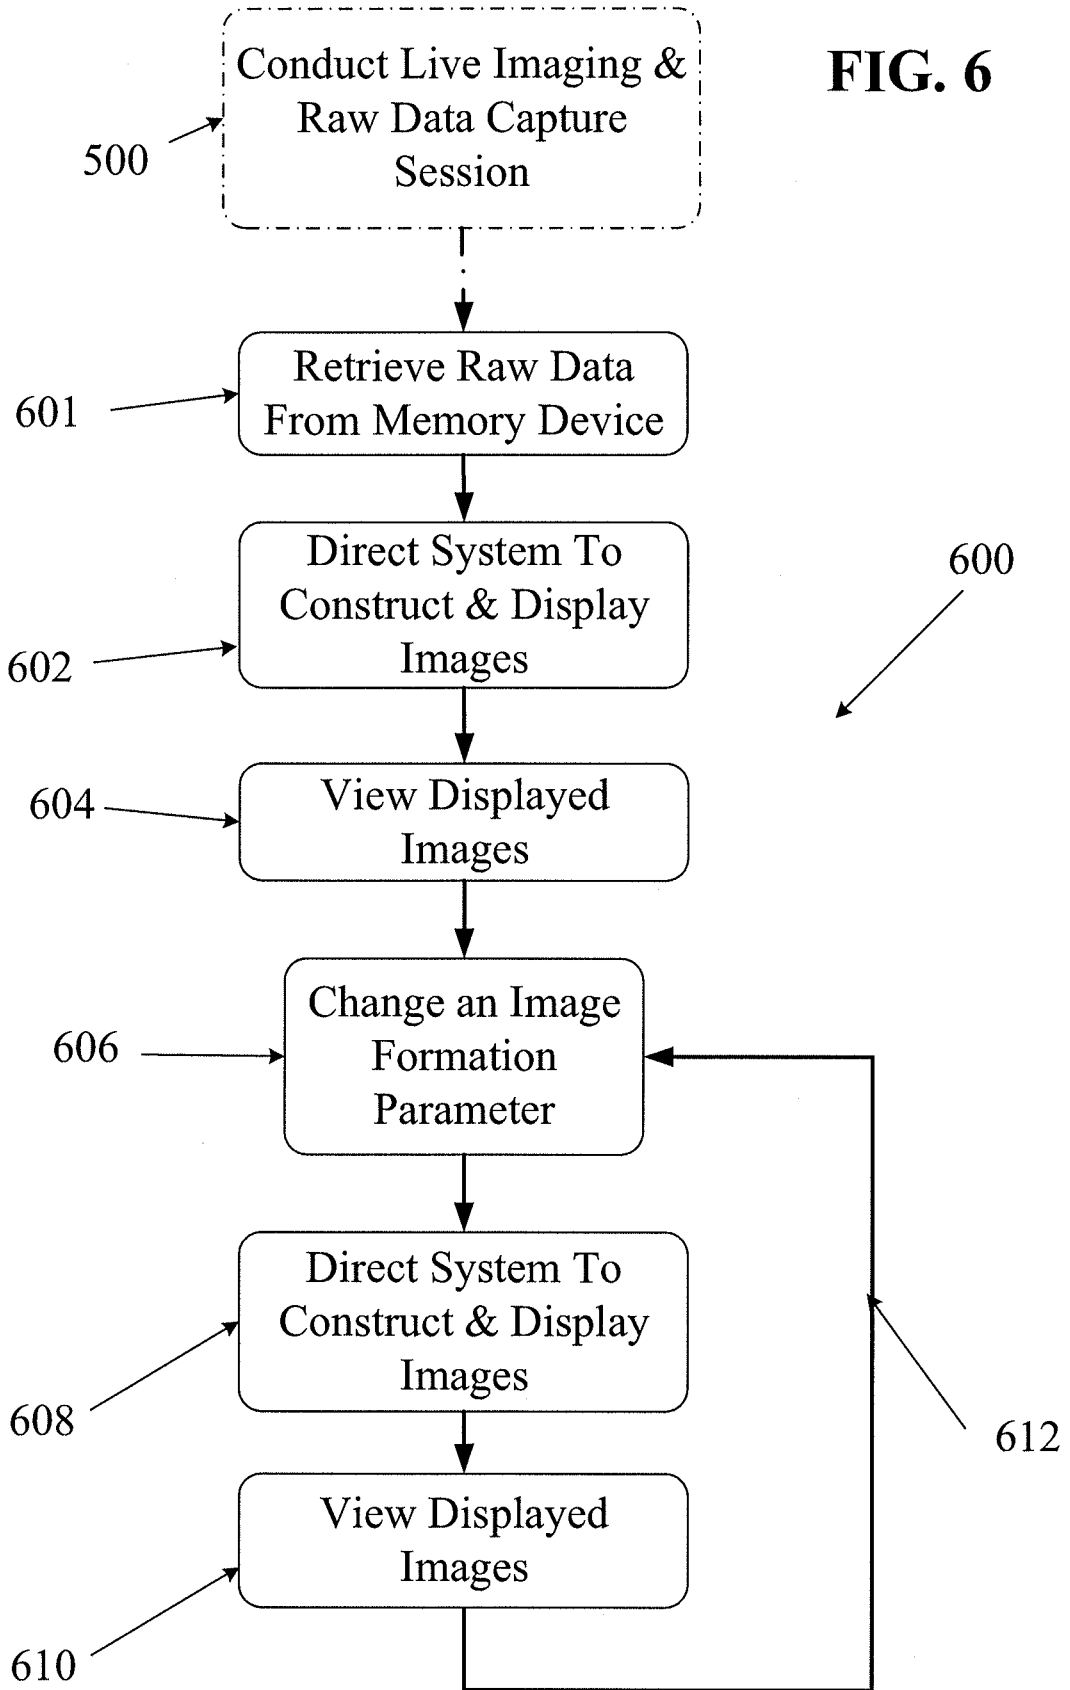 FIG. 6
Conduct Live Imaging &
Raw Data Capture
Session
500
Retrieve Raw Data
From Memory Device
601
Direct System To
Construct & Display
Images
600
602
View Displayed
Images
604
Change an Image
Formation
Parameter
606
Direct System To
Construct & Display
Images
608
612
View Displayed
Images
610